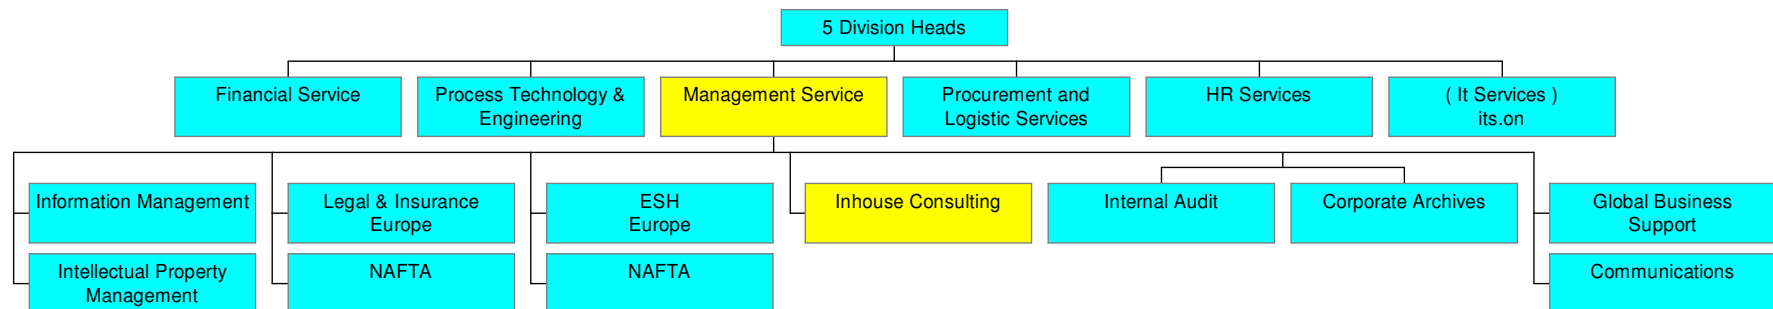 5 Division Heads
Financial Service
Process Technology &
Engineering
Management Service
Procurement and
Logistic Services
HR Services
( It Services )
its.on
Information Management
Legal & Insurance
Europe
ESH
Europe
Inhouse Consulting
Internal Audit
Corporate Archives
Global Business
Support
Intellectual Property
Management
NAFTA
NAFTA
Communications